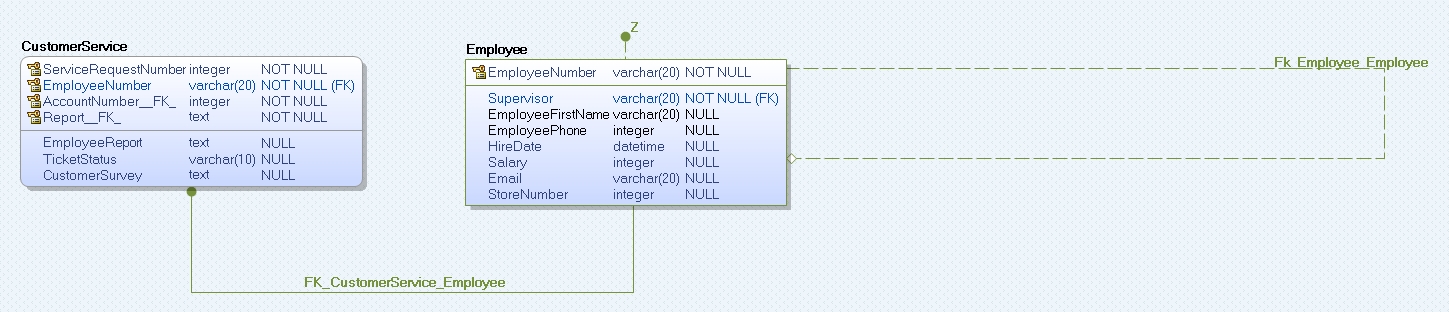 Z
CustomerService
ServiceRequestNumber integer NOT NULL
EmployeeNumber varchar(20) NOT NULL (FK)
AccountNumber__FK_ integer NOT NULL
Report__FK_ text NOT NULL
EmployeeReport text NULL
TicketStatus varchar(10) NULL
CustomerSurvey text NULL
Employee
EmployeeNumber varchar(20) NOT NULL
Supervisor varchar(20) NOT NULL (FK)
EmployeeFirstName varchar(20) NULL
EmployeePhone integer NULL
HireDate datetime NULL
Salary integer NULL
Email varchar(20) NULL
StoreNumber integer NULL
Fk_Employee_Employee
FK_CustomerService_Employee